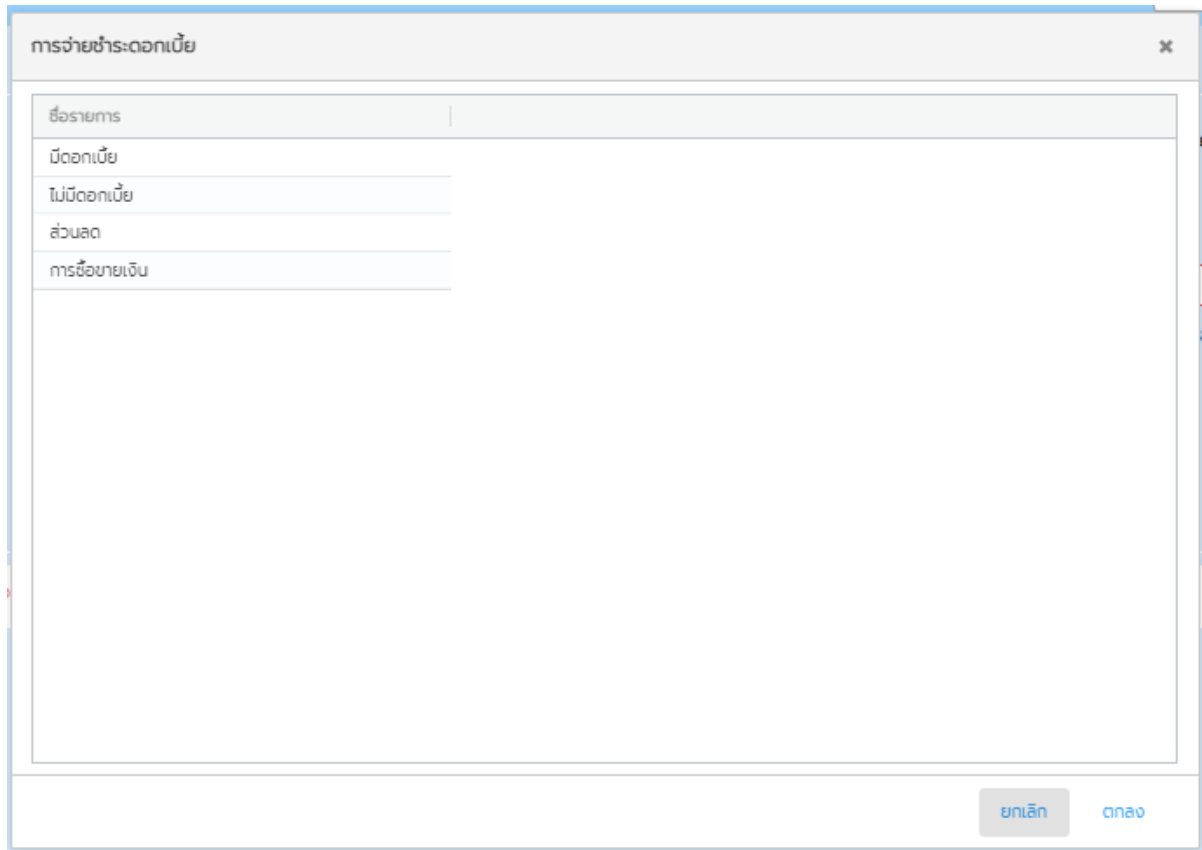 การจ่ายชำระดอกเบี้ย
ชื่อรายการ
มีดอกเบี้ย
ไม่มีดอกเบี้ย
ส่วนลด
การซื้อขายเงิน
ยกเลิก ตกลง